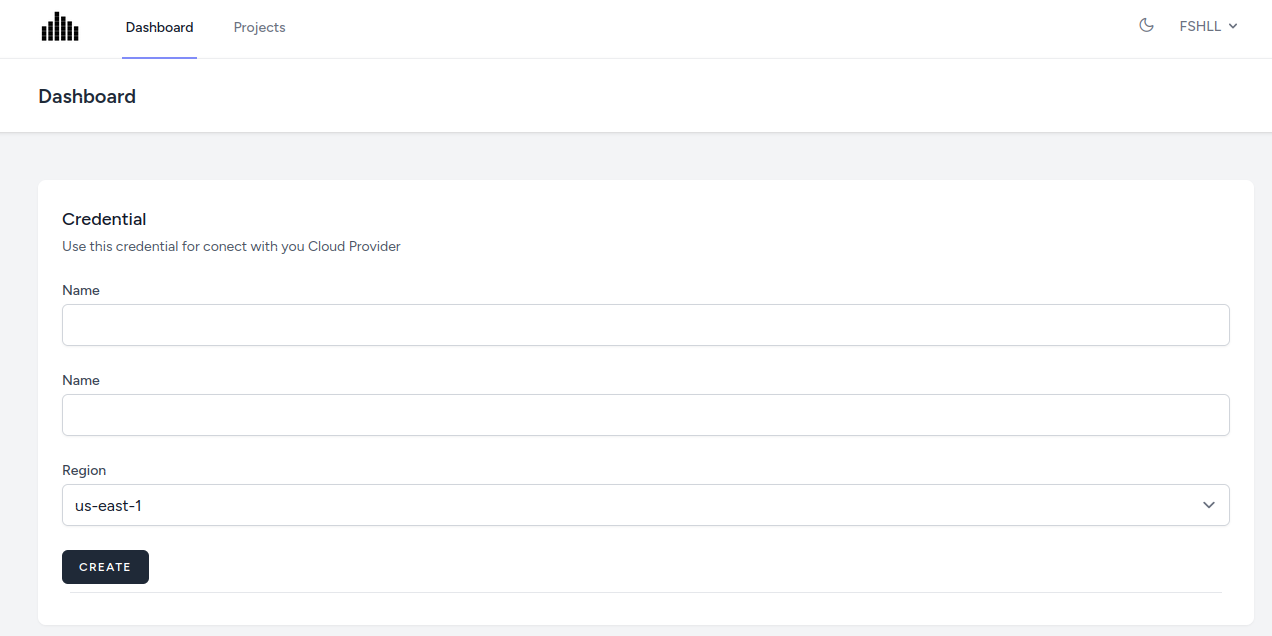 Dashboard Projects FSHLL
Dashboard
Credential
Use this credential for conect with you Cloud Provider
Name
Name
Region
us-east-1
CREATE